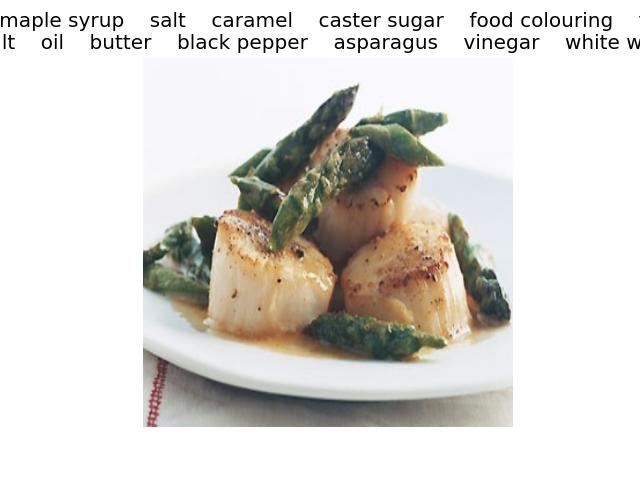 maple syrup salt caramel caster sugar food colouring
lt oil butter black pepper asparagus vinegar white w